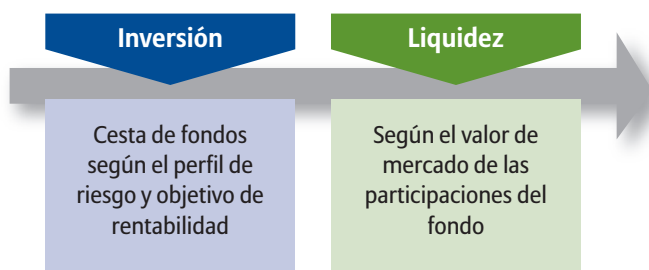 Inversión
Cesta de fondos
según el perfil de
riesgo y objetivo de
rentabilidad
Liquidez
Según el valor de
mercado de las
participaciones del
fondo